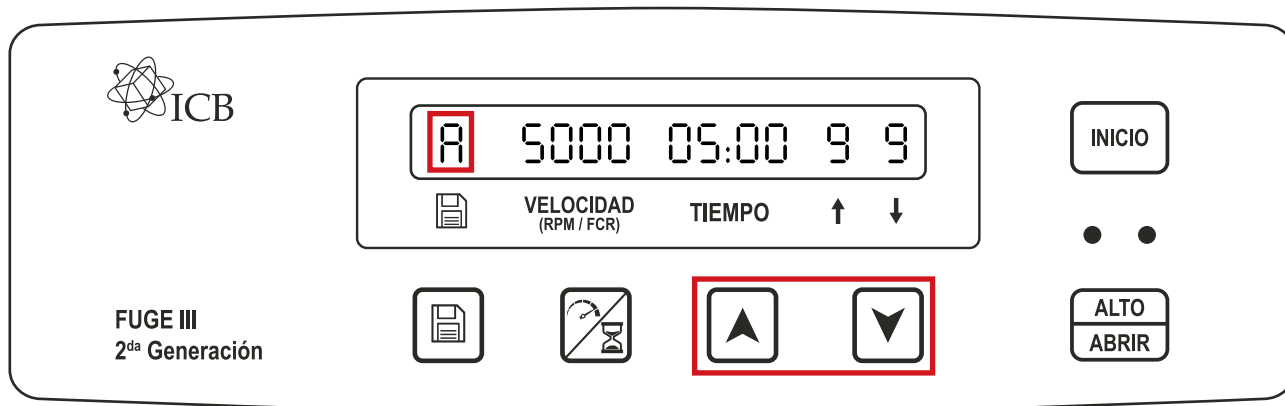 ICB
A 5000 05:00 9 9
VELOCIDAD
(RPM / FCR)
TIEMPO
INICIO
FUGE III
2da Generación
ALTO
ABRIR